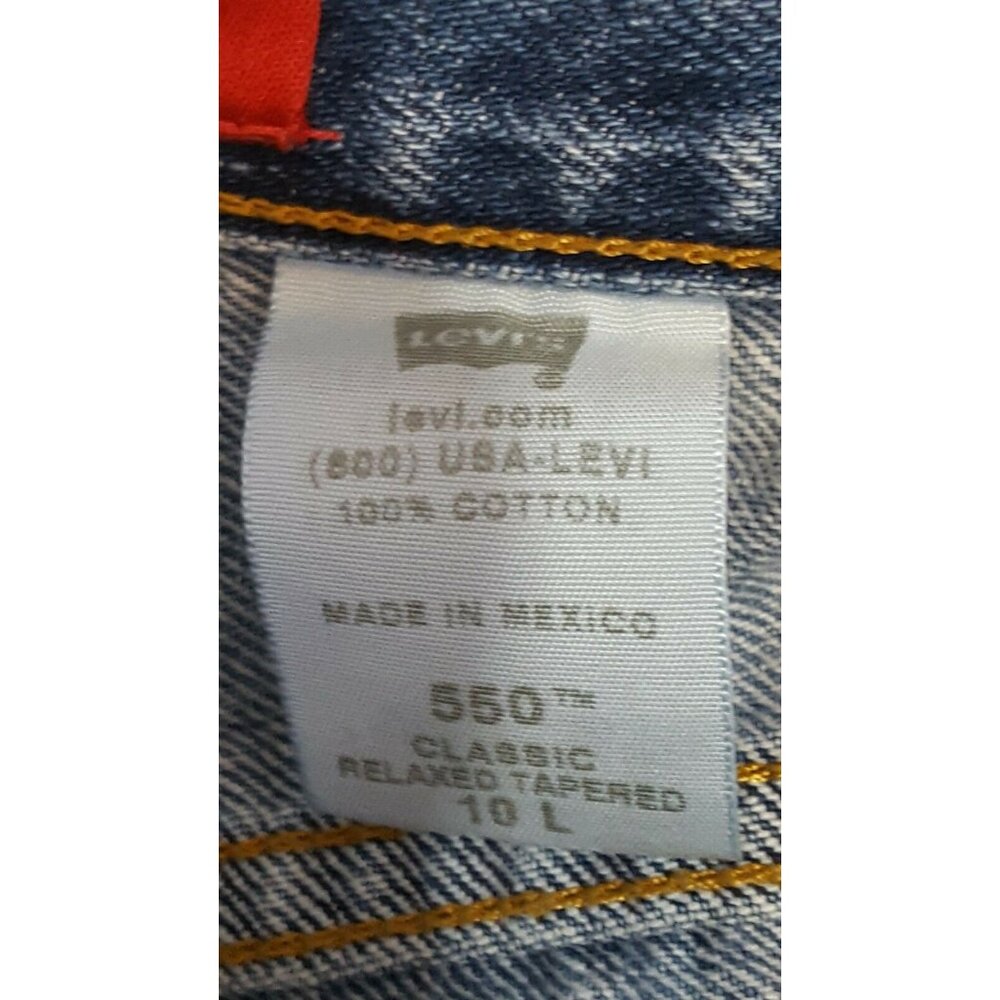 LEVI'S
®
levi.com
(800) USA-LEVI
100% COTTON
MADE IN MEXICO
550™
CLASSIC
RELAXED TAPERED
10 L